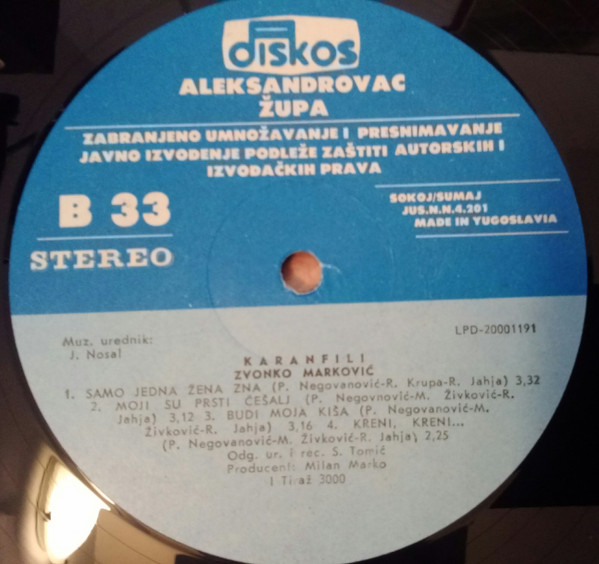 diskos
ALEKSANDROVAC
ŽUPA
ZABRANJENO UMNOŽAVANJE I PRESNIMAVANJE
JAVNO IZVOĐENJE PODLEŽE ZAŠTITI AUTORSKIH I
IZVOĐAČKIH PRAVA
B 33
STEREO
SOKOJ/SUMAJ
JUS.N.N.4.201
MADE IN YUGOSLAVIA
Muz. urednik:
J. Nosal
LPD-20001191
KARANFILI
ZVONKO MARKOVIĆ
1. SAMO JEDNA ŽENA ZNA (P. Negovanović-R. Krupa-R. Jahja) 3,32
2. MOJI SU PRSTI ČEŠALJ (P. Negovnović-M. Živković-R.
Jahja) 3,12 3. BUDI MOJA KIŠA (P. Negovanović-M.
Živković-R. Jahja) 3,16 4. KRENI, KRENI...
(P. Negovanović-M. Živković-R. Jahja) 2,25
Odg. ur. i rec. S. Tomić
Producent: Milan Marko
I Tiraž 3000